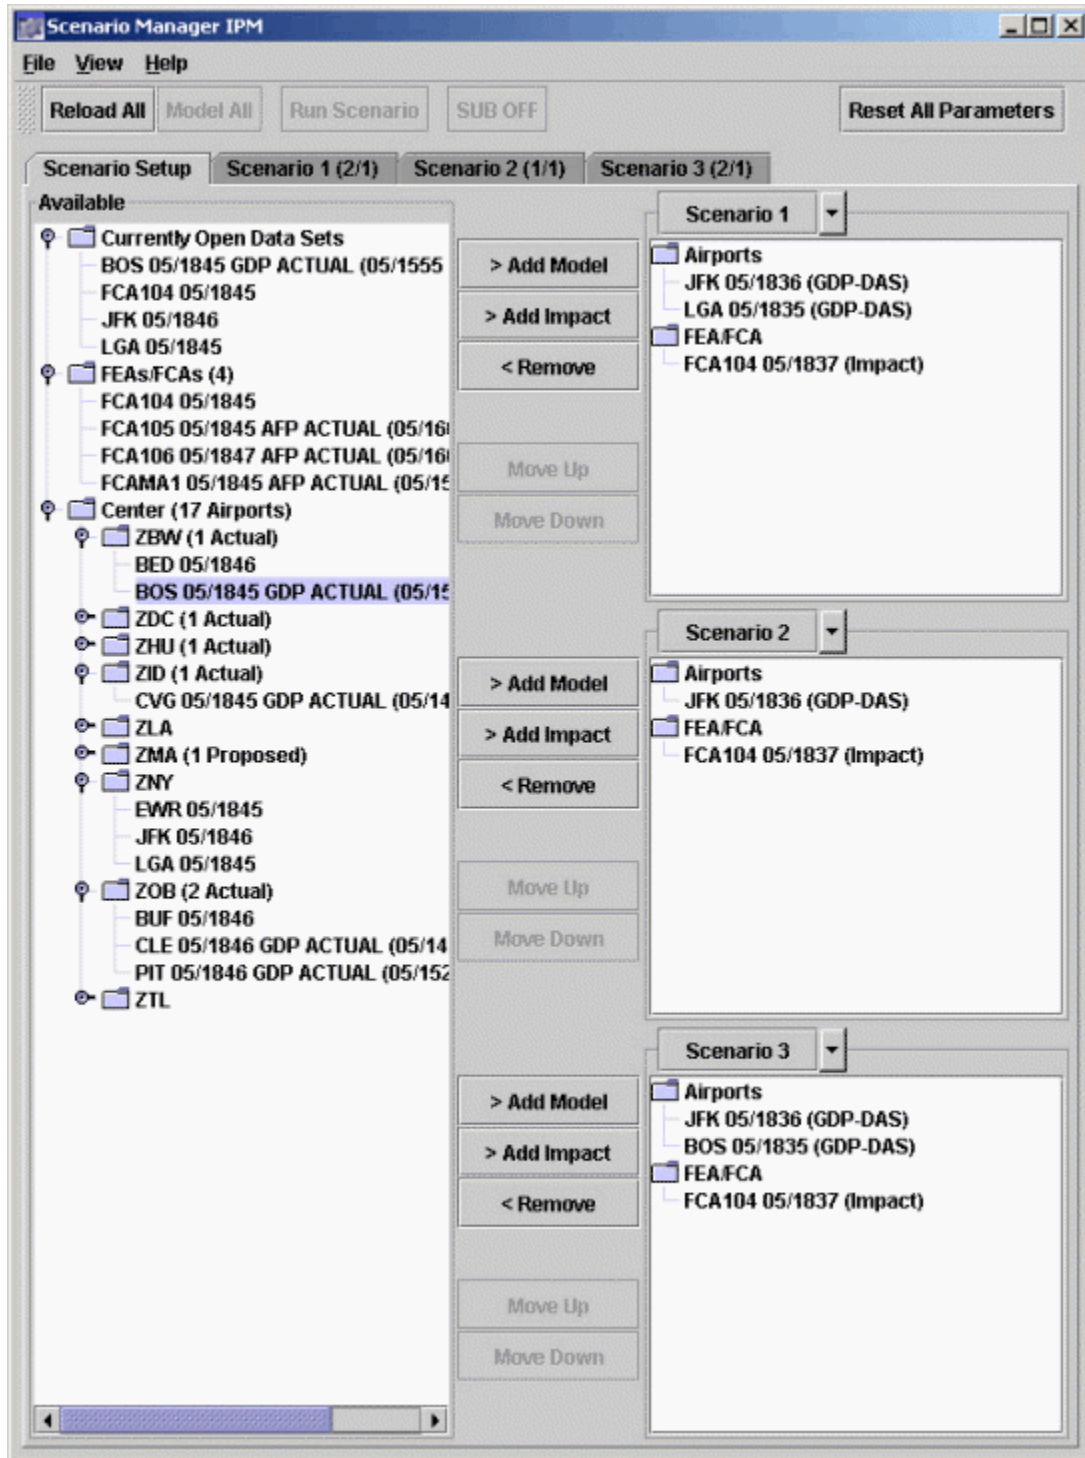 Scenario Manager IPM
File View Help
Reload All Model All Run Scenario SUB OFF Reset All Parameters
Scenario Setup Scenario 1 (2/1) Scenario 2 (1/1) Scenario 3 (2/1)
Available
Currently Open Data Sets
BOS 05/1845 GDP ACTUAL (05/1555
FCA104 05/1845
JFK 05/1846
LGA 05/1845
FEAs/FCAs (4)
FCA104 05/1845
FCA105 05/1845 AFP ACTUAL (05/16
FCA106 05/1847 AFP ACTUAL (05/16
FCAMA1 05/1845 AFP ACTUAL (05/15
Center (17 Airports)
ZBW (1 Actual)
BED 05/1846
BOS 05/1845 GDP ACTUAL (05/15
ZDC (1 Actual)
ZHU (1 Actual)
ZID (1 Actual)
CVG 05/1845 GDP ACTUAL (05/14
ZLA
ZMA (1 Proposed)
ZNY
EWR 05/1845
JFK 05/1846
LGA 05/1845
ZOB (2 Actual)
BUF 05/1846
CLE 05/1846 GDP ACTUAL (05/14
PIT 05/1846 GDP ACTUAL (05/152
ZTL
> Add Model
> Add Impact
< Remove
Move Up
Move Down
Scenario 1
Airports
JFK 05/1836 (GDP-DAS)
LGA 05/1835 (GDP-DAS)
FEA/FCA
FCA104 05/1837 (Impact)
> Add Model
> Add Impact
< Remove
Move Up
Move Down
Scenario 2
Airports
JFK 05/1836 (GDP-DAS)
FEA/FCA
FCA104 05/1837 (Impact)
> Add Model
> Add Impact
< Remove
Move Up
Move Down
Scenario 3
Airports
JFK 05/1836 (GDP-DAS)
BOS 05/1835 (GDP-DAS)
FEA/FCA
FCA104 05/1837 (Impact)